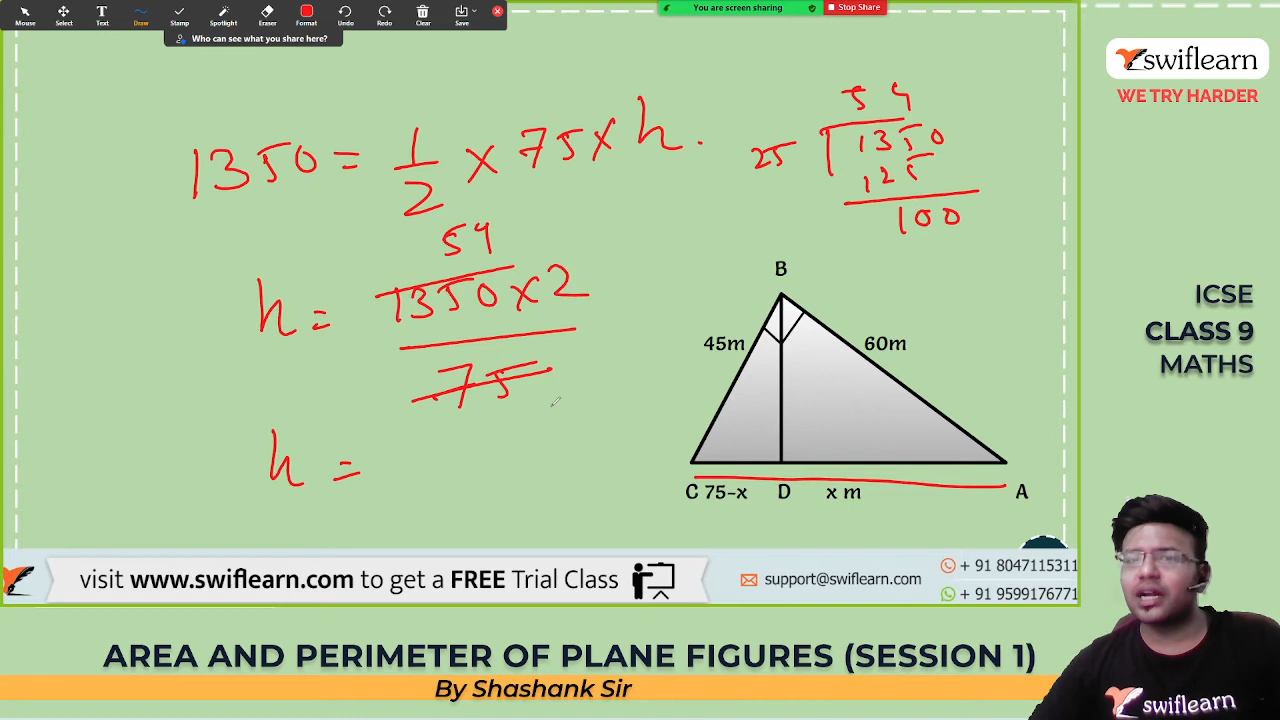 Mouse Select Text Draw Stamp Spotlight Eraser Format Undo Redo Clear Save
Who can see what you share here?
You are screen sharing Stop Share
swiflearn
WE TRY HARDER
1350 = 1/2 x 75 x h.
54
25 1350
125
100
54
h = 1350 x 2
75
h =
B
45m 60m
C 75-x D x m A
ICSE
CLASS 9
MATHS
visit www.swiflearn.com to get a FREE Trial Class
support@swiflearn.com
+ 91 8047115311
+ 91 9599176771
AREA AND PERIMETER OF PLANE FIGURES (SESSION 1)
By Shashank Sir
swiflearn